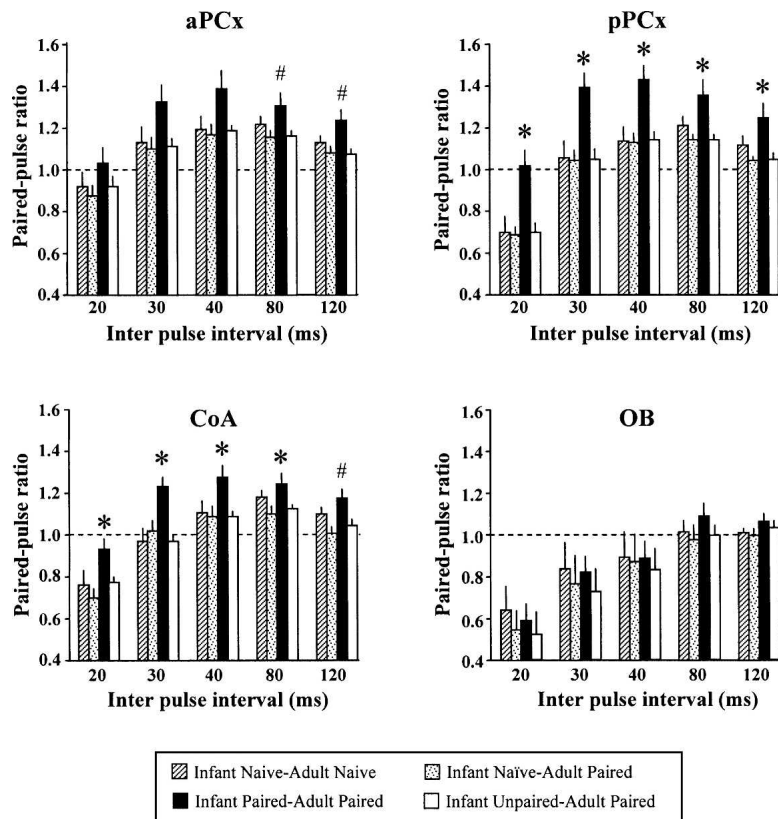 aPCx
Paired-pulse ratio
1.6
1.4
1.2
1.0
0.8
0.6
0.4
# #
20 30 40 80 120
Inter pulse interval (ms)
pPCx
Paired-pulse ratio
1.6
1.4
1.2
1.0
0.8
0.6
0.4
* * * * *
20 30 40 80 120
Inter pulse interval (ms)
CoA
Paired-pulse ratio
1.6
1.4
1.2
1.0
0.8
0.6
0.4
* * * * #
20 30 40 80 120
Inter pulse interval (ms)
OB
Paired-pulse ratio
1.6
1.4
1.2
1.0
0.8
0.6
0.4
20 30 40 80 120
Inter pulse interval (ms)
Infant Naive-Adult Naive
Infant Naïve-Adult Paired
Infant Paired-Adult Paired
Infant Unpaired-Adult Paired